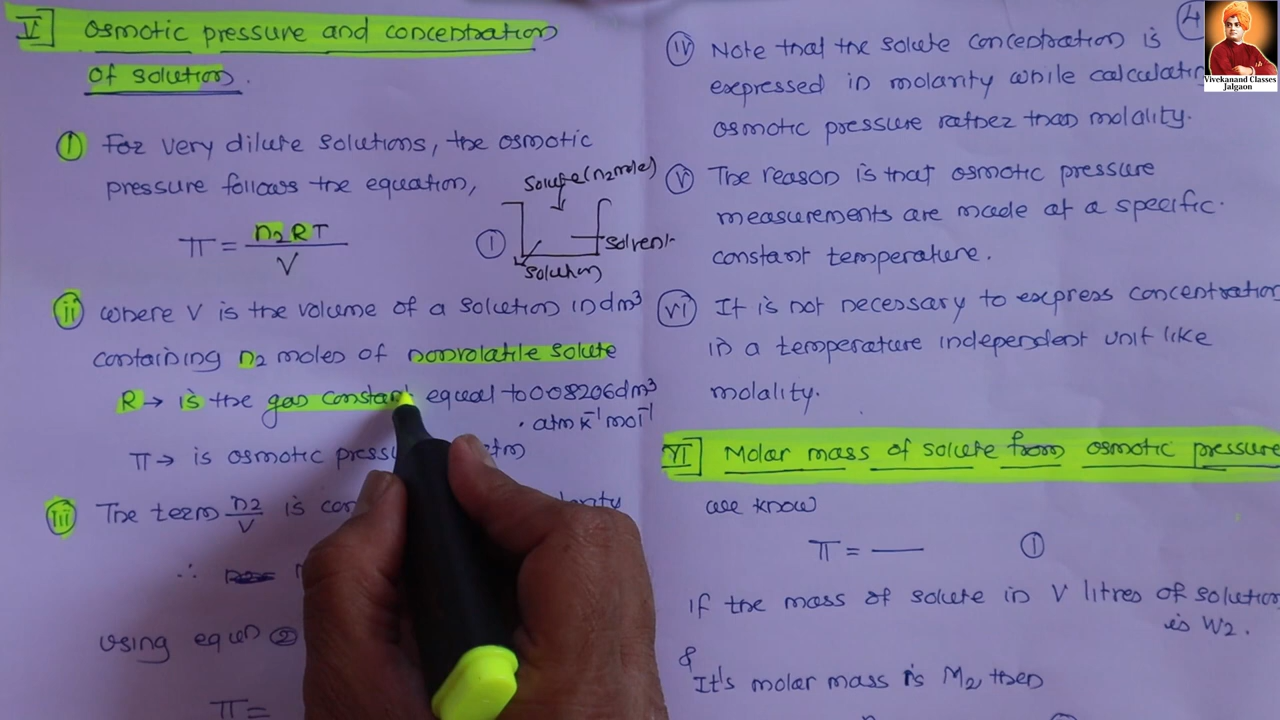 V] Osmotic pressure and concentration
of solution.
i For very dilute solutions, the osmotic
pressure follows the equation,
π = n2RT / V
Solute (n2 mole)
① Solvent
Solution
ii where V is the volume of a solution in dm³
containing n2 moles of nonvolatile solute
R → is the gas constant equal to 0.08206 dm³
. atm K⁻¹ mol⁻¹
π → is osmotic atm
iii The term n2/V is
∴
using equn ②
π =
4
iv Note that the solute concentration is
expressed in molarity while
osmotic pressure rather than molality.
v The reason is that osmotic pressure
measurements are made at a specific
constant temperature.
vi It is not necessary to express concentration
in a temperature independent unit like
molality.
VI] Molar mass of solute from osmotic pressure
we know
π = — ①
If the mass of solute in V litres of solution
is W2.
&
It's molar mass is M2 then
Vivekanand Classes
Jalgaon